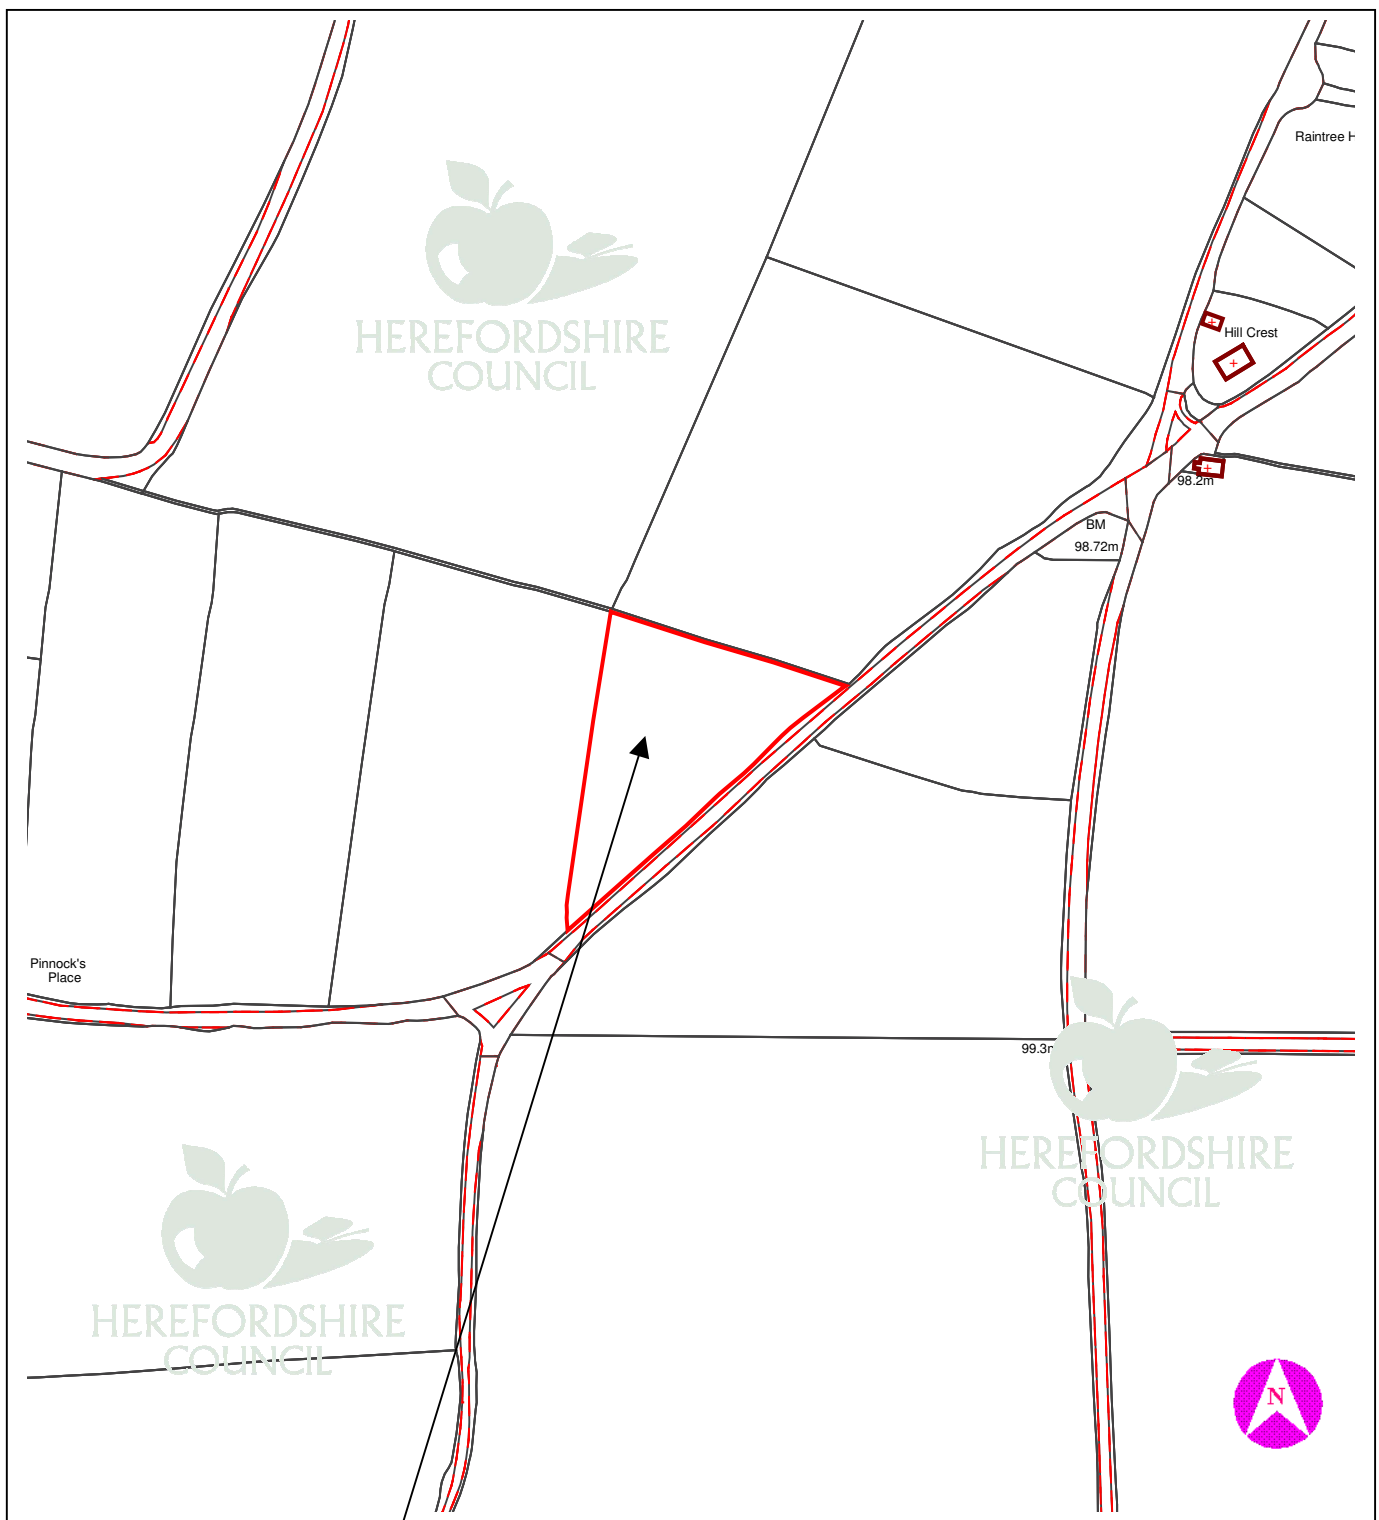 Raintree H
HEREFORDSHIRE
COUNCIL
Hill Crest
98.2m
BM
98.72m
Pinnock's
Place
99.3m
HEREFORDSHIRE
COUNCIL
HEREFORDSHIRE
COUNCIL
N